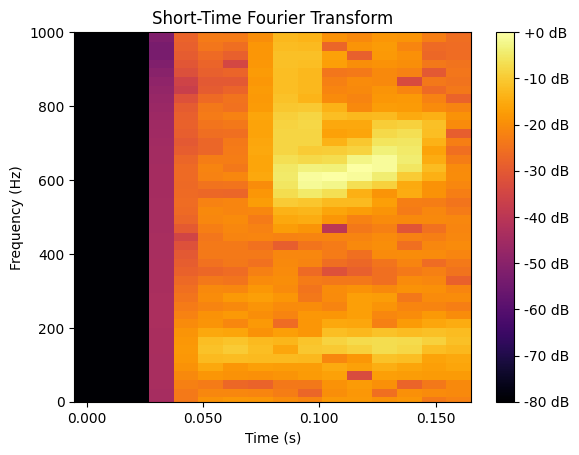 Short-Time Fourier Transform
1000
800
600
400
200
0
Frequency (Hz)
0.000
0.050
0.100
0.150
Time (s)
+0 dB
-10 dB
-20 dB
-30 dB
-40 dB
-50 dB
-60 dB
-70 dB
-80 dB